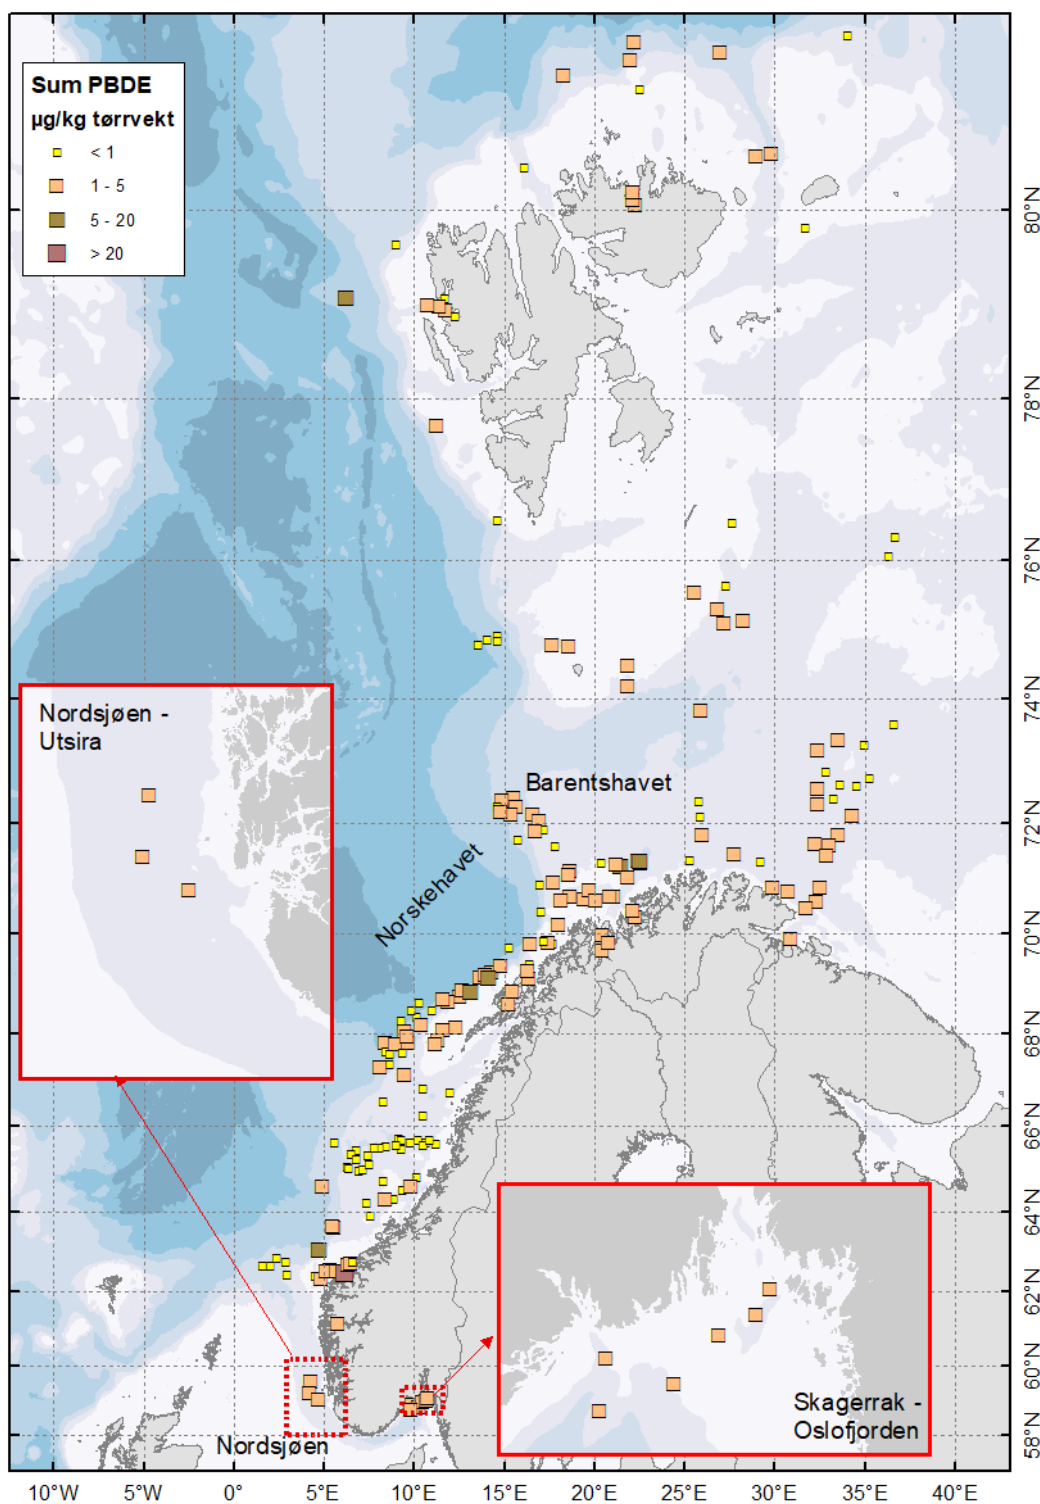 Sum PBDE
µg/kg tørrvekt
< 1
1 - 5
5 - 20
> 20
80°N
78°N
76°N
74°N
Nordsjøen -
Utsira
Barentshavet
72°N
Norskehavet
70°N
68°N
66°N
64°N
62°N
60°N
Skagerrak -
Oslofjorden
Nordsjøen
58°N
10°W
5°W
0°
5°E
10°E
15°E
20°E
25°E
30°E
35°E
40°E